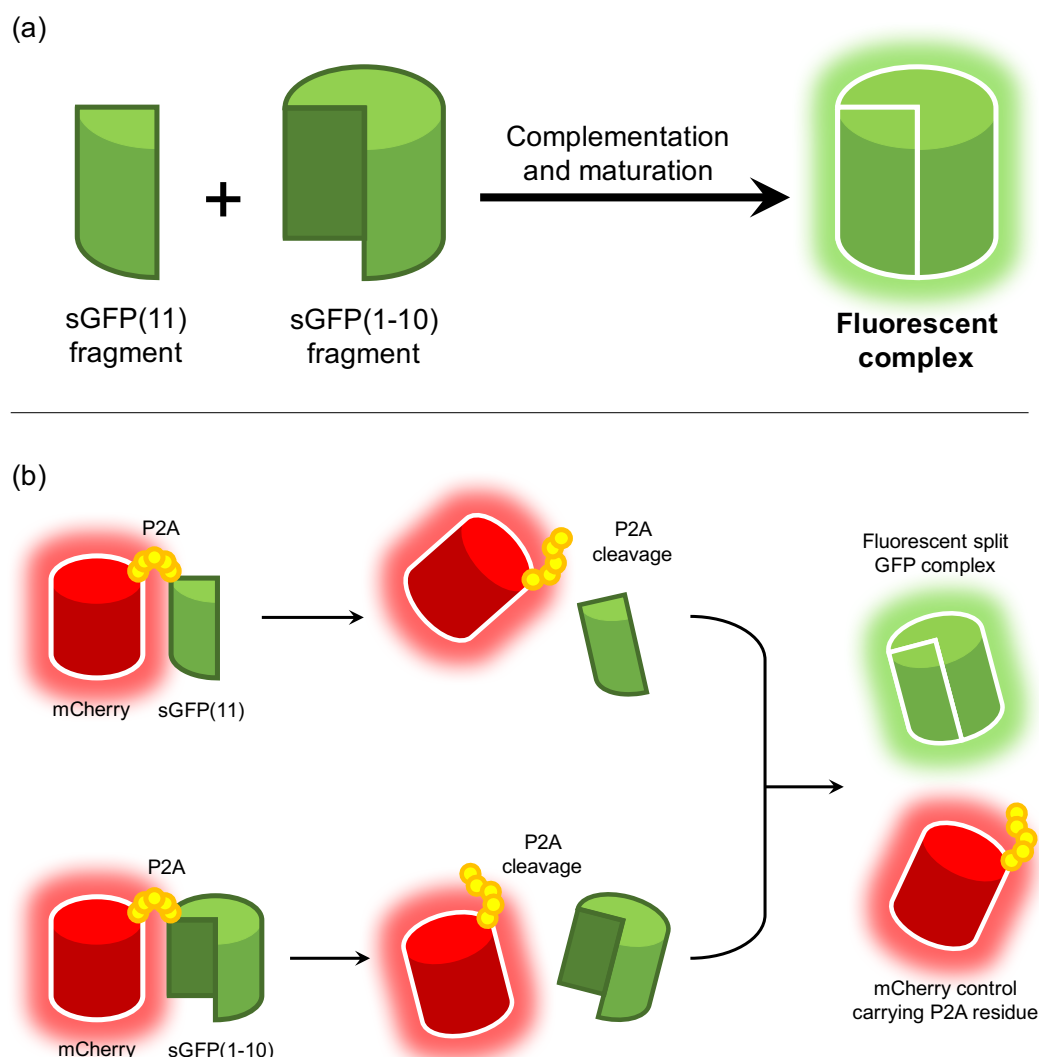 (a)
Complementation
and maturation
sGFP(11)
fragment
sGFP(1-10)
fragment
Fluorescent
complex
(b)
P2A
mCherry
sGFP(11)
P2A
cleavage
Fluorescent split
GFP complex
P2A
mCherry
sGFP(1-10)
P2A
cleavage
mCherry control
carrying P2A residue